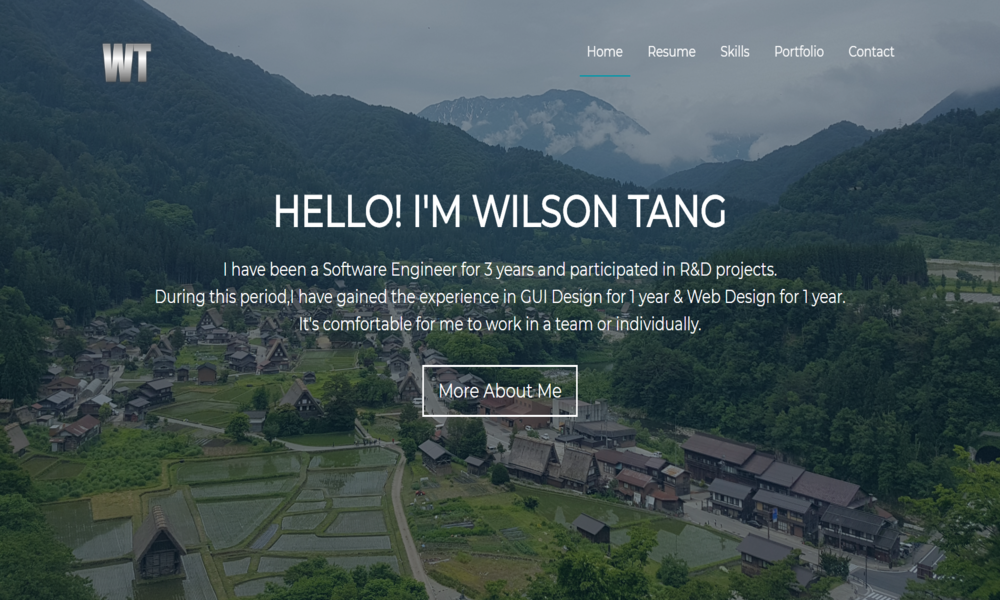 WT
Home Resume Skills Portfolio Contact
HELLO! I'M WILSON TANG
I have been a Software Engineer for 3 years and participated in R&D projects.
During this period,I have gained the experience in GUI Design for 1 year & Web Design for 1 year.
It's comfortable for me to work in a team or individually.
More About Me